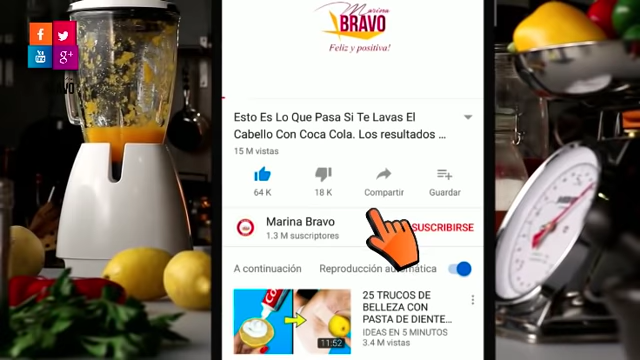 Marina
BRAVO
Feliz y positiva!
BRAVO
Esto Es Lo Que Pasa Si Te Lavas El
Cabello Con Coca Cola. Los resultados ...
15 M vistas
64 K
18 K
Compartir
Guardar
Marina Bravo
SUSCRIBIRSE
1.3 M suscriptores
A continuación
Reproducción automática
25 TRUCOS DE
BELLEZA CON
PASTA DE DIENTE...
IDEAS EN 5 MINUTOS
3.4 M vistas
11:52